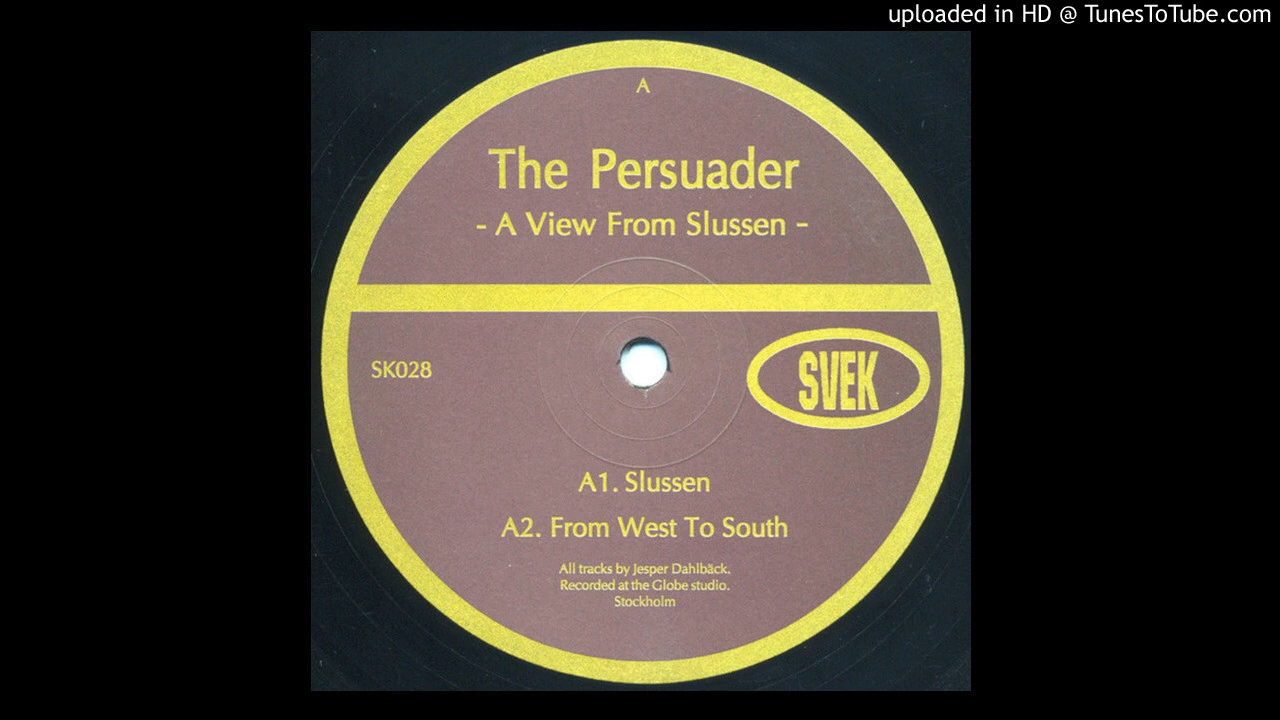 uploaded in HD @ TunesToTube.com
A
The Persuader
- A View From Slussen -
SK028
SVEK
A1. Slussen
A2. From West To South
All tracks by Jesper Dahlbäck.
Recorded at the Globe studio.
Stockholm